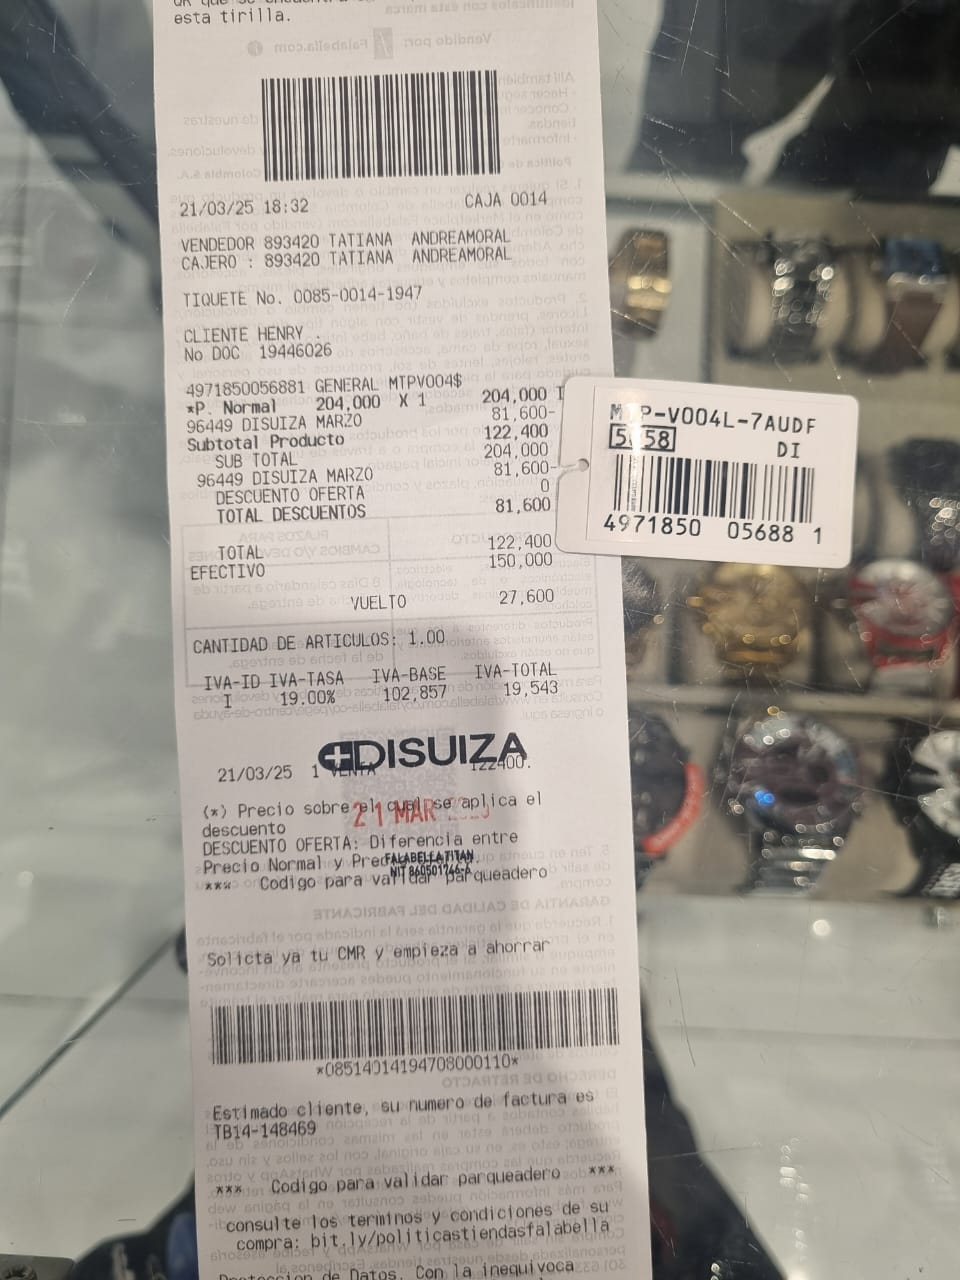 esta tirilla.
21/03/25 18:32 CAJA 0014
VENDEDOR 893420 TATIANA ANDREAMORAL
CAJERO : 893420 TATIANA ANDREAMORAL
TIQUETE No. 0085-0014-1947
CLIENTE HENRY .
No DOC 19446026
4971850056881 GENERAL MTPV004$
*P. Normal 204,000 X 1 204,000 I
96449 DISUIZA MARZO 81,600-
Subtotal Producto 122,400
SUB TOTAL 204,000
96449 DISUIZA MARZO 81,600-
DESCUENTO OFERTA 0
TOTAL DESCUENTOS 81,600
TOTAL 122,400
EFECTIVO 150,000
VUELTO 27,600
CANTIDAD DE ARTICULOS: 1.00
IVA-ID IVA-TASA IVA-BASE IVA-TOTAL
I 19.00% 102,857 19,543
DISUIZA
21/03/25 1 VENTA 122400.
(*) Precio sobre el cual se aplica el
21 MAR
descuento
DESCUENTO OFERTA: Diferencia entre
Precio Normal y
FALABELLA TITAN
NIT 860501766-6
*** Codigo para validar parqueadero
Solicta ya tu CMR y empieza a ahorrar
*08514014194708000110*
Estimado cliente, su numero de factura es
TB14-148469
*** Codigo para validar parqueadero ***
consulte los terminos y condiciones de su
compra: bit.ly/politicastiendasfalabella
de Datos. Con la inequivoca
-V004L-7AUDF
DI
4971850 05688 1